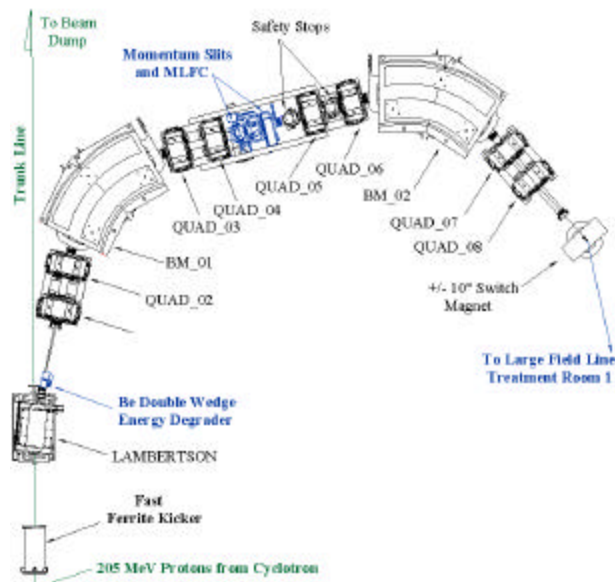 To Beam
Dump
Trunk Line
Safety Stops
Momentum Slits
and MLFC
QUAD_06
QUAD_05
QUAD_04
QUAD_03
BM_02
QUAD_07
QUAD_08
BM_01
QUAD_02
+/- 10° Switch
Magnet
To Large Field Line
Treatment Room 1
Be Double Wedge
Energy Degrader
LAMBERTSON
Fast
Ferrite Kicker
205 MeV Protons from Cyclotron